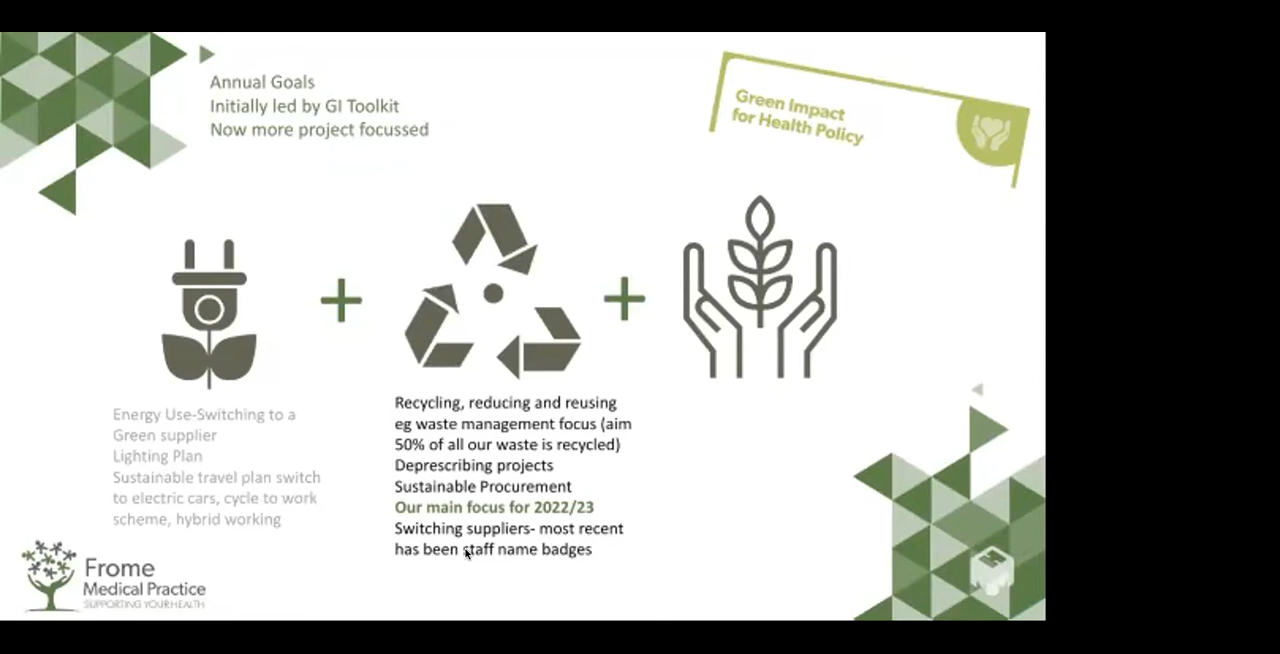 Annual Goals
Initially led by GI Toolkit
Now more project focussed
Green Impact
for Health Policy
Energy Use-Switching to a
Green supplier
Lighting Plan
Sustainable travel plan switch
to electric cars, cycle to work
scheme, hybrid working
Recycling, reducing and reusing
eg waste management focus (aim
50% of all our waste is recycled)
Deprescribing projects
Sustainable Procurement
Our main focus for 2022/23
Switching suppliers- most recent
has been staff name badges
Frome
Medical Practice
SUPPORTING YOUR HEALTH